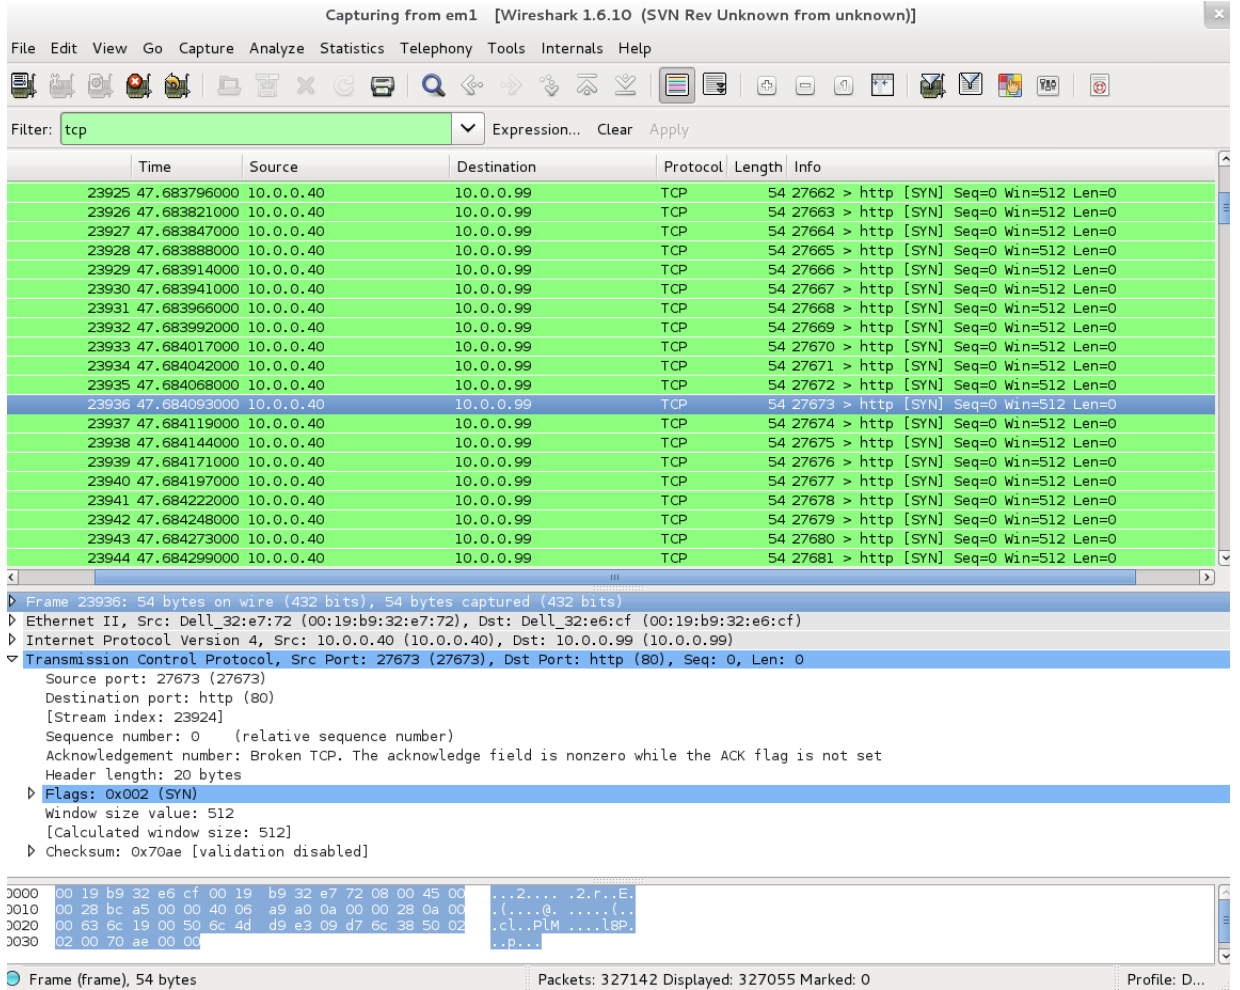 Capturing from em1 [Wireshark 1.6.10 (SVN Rev Unknown from unknown)]
File Edit View Go Capture Analyze Statistics Telephony Tools Internals Help
Filter: tcp Expression... Clear Apply
Time Source Destination Protocol Length Info
23925 47.683796000 10.0.0.40 10.0.0.99 TCP 54 27662 > http [SYN] Seq=0 Win=512 Len=0
23926 47.683821000 10.0.0.40 10.0.0.99 TCP 54 27663 > http [SYN] Seq=0 Win=512 Len=0
23927 47.683847000 10.0.0.40 10.0.0.99 TCP 54 27664 > http [SYN] Seq=0 Win=512 Len=0
23928 47.683888000 10.0.0.40 10.0.0.99 TCP 54 27665 > http [SYN] Seq=0 Win=512 Len=0
23929 47.683914000 10.0.0.40 10.0.0.99 TCP 54 27666 > http [SYN] Seq=0 Win=512 Len=0
23930 47.683941000 10.0.0.40 10.0.0.99 TCP 54 27667 > http [SYN] Seq=0 Win=512 Len=0
23931 47.683966000 10.0.0.40 10.0.0.99 TCP 54 27668 > http [SYN] Seq=0 Win=512 Len=0
23932 47.683992000 10.0.0.40 10.0.0.99 TCP 54 27669 > http [SYN] Seq=0 Win=512 Len=0
23933 47.684017000 10.0.0.40 10.0.0.99 TCP 54 27670 > http [SYN] Seq=0 Win=512 Len=0
23934 47.684042000 10.0.0.40 10.0.0.99 TCP 54 27671 > http [SYN] Seq=0 Win=512 Len=0
23935 47.684068000 10.0.0.40 10.0.0.99 TCP 54 27672 > http [SYN] Seq=0 Win=512 Len=0
23936 47.684093000 10.0.0.40 10.0.0.99 TCP 54 27673 > http [SYN] Seq=0 Win=512 Len=0
23937 47.684119000 10.0.0.40 10.0.0.99 TCP 54 27674 > http [SYN] Seq=0 Win=512 Len=0
23938 47.684144000 10.0.0.40 10.0.0.99 TCP 54 27675 > http [SYN] Seq=0 Win=512 Len=0
23939 47.684171000 10.0.0.40 10.0.0.99 TCP 54 27676 > http [SYN] Seq=0 Win=512 Len=0
23940 47.684197000 10.0.0.40 10.0.0.99 TCP 54 27677 > http [SYN] Seq=0 Win=512 Len=0
23941 47.684222000 10.0.0.40 10.0.0.99 TCP 54 27678 > http [SYN] Seq=0 Win=512 Len=0
23942 47.684248000 10.0.0.40 10.0.0.99 TCP 54 27679 > http [SYN] Seq=0 Win=512 Len=0
23943 47.684273000 10.0.0.40 10.0.0.99 TCP 54 27680 > http [SYN] Seq=0 Win=512 Len=0
23944 47.684299000 10.0.0.40 10.0.0.99 TCP 54 27681 > http [SYN] Seq=0 Win=512 Len=0
Frame 23936: 54 bytes on wire (432 bits), 54 bytes captured (432 bits)
Ethernet II, Src: Dell_32:e7:72 (00:19:b9:32:e7:72), Dst: Dell_32:e6:cf (00:19:b9:32:e6:cf)
Internet Protocol Version 4, Src: 10.0.0.40 (10.0.0.40), Dst: 10.0.0.99 (10.0.0.99)
Transmission Control Protocol, Src Port: 27673 (27673), Dst Port: http (80), Seq: 0, Len: 0
Source port: 27673 (27673)
Destination port: http (80)
[Stream index: 23924]
Sequence number: 0 (relative sequence number)
Acknowledgement number: Broken TCP. The acknowledge field is nonzero while the ACK flag is not set
Header length: 20 bytes
Flags: 0x002 (SYN)
Window size value: 512
[Calculated window size: 512]
Checksum: 0x70ae [validation disabled]
0000 00 19 b9 32 e6 cf 00 19 b9 32 e7 72 08 00 45 00 ...2.... .2.r..E.
0010 00 28 bc a5 00 00 40 06 a9 a0 0a 00 00 28 0a 00 .(....@. .....(..
0020 00 63 6c 19 00 50 6c 4d d9 e3 09 d7 6c 38 50 02 .cl..PlM ....l8P.
0030 02 00 70 ae 00 00 ..p...
Frame (frame), 54 bytes Packets: 327142 Displayed: 327055 Marked: 0 Profile: D...